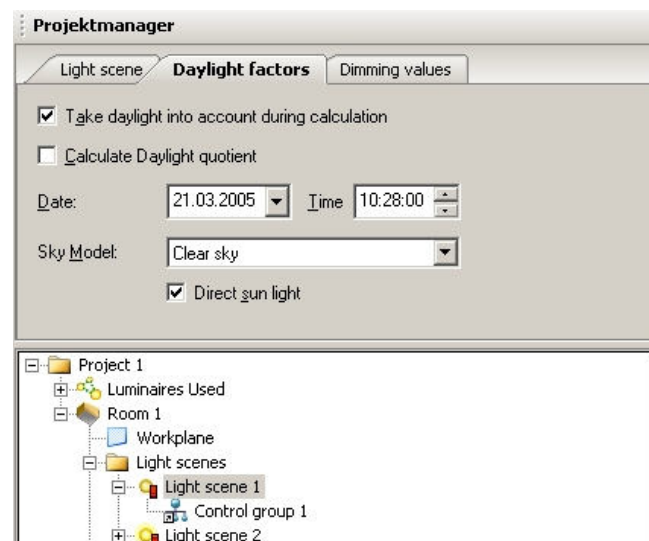 Projektmanager
Light scene Daylight factors Dimming values
Take daylight into account during calculation
Calculate Daylight quotient
Date: 21.03.2005 Time 10:28:00
Sky Model: Clear sky
Direct sun light
Project 1
Luminaires Used
Room 1
Workplane
Light scenes
Light scene 1
Control group 1
Light scene 2